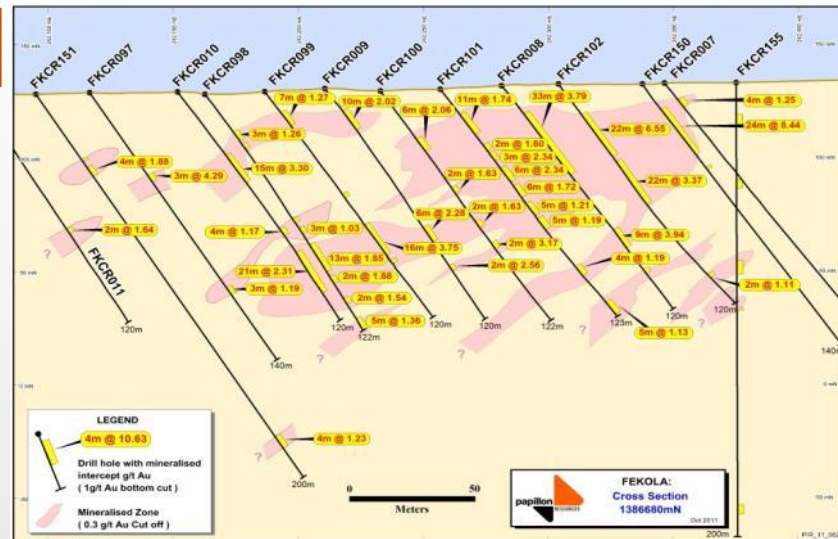 FKCR151
FKCR097
FKCR010
FKCR098
FKCR099
FKCR009
FKCR100
FKCR101
FKCR008
FKCR102
FKCR150
FKCR007
FKCR155
7m @ 1.27
10m @ 2.02
6m @ 2.06
11m @ 1.74
33m @ 3.79
4m @ 1.25
24m @ 8.44
22m @ 6.55
3m @ 1.26
2m @ 1.60
3m @ 2.34
4m @ 1.88
15m @ 3.30
6m @ 2.34
3m @ 4.29
2m @ 1.63
6m @ 1.72
22m @ 3.37
2m @ 1.63
5m @ 1.21
6m @ 2.28
5m @ 1.19
2m @ 1.64
4m @ 1.17
3m @ 1.03
9m @ 3.94
2m @ 3.17
16m @ 3.75
13m @ 1.85
4m @ 1.19
2m @ 2.56
21m @ 2.31
2m @ 1.88
2m @ 1.11
3m @ 1.19
2m @ 1.54
5m @ 1.36
5m @ 1.13
FKCR011
120m
120m
122m
120m
120m
122m
123m
120m
120m
140m
140m
4m @ 1.23
200m
200m
?
?
?
?
?
?
LEGEND
4m @ 10.63
Drill hole with mineralised
intercept g/t Au
( 1g/t Au bottom cut )
Mineralised Zone
( 0.3 g/t Au Cut off )
0 50
Meters
papillon
RESOURCES
FEKOLA:
Cross Section
1386680mN
Oct 2011